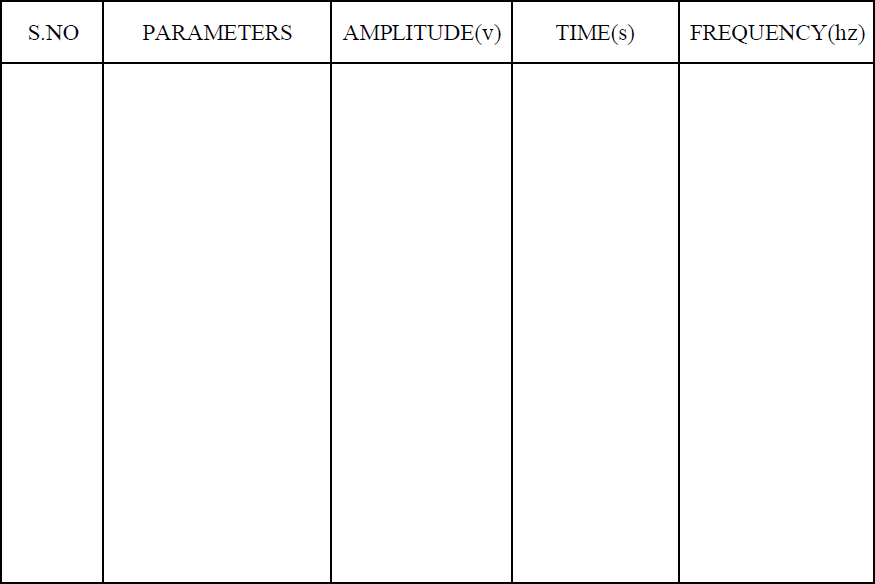 S.NO PARAMETERS AMPLITUDE(v) TIME(s) FREQUENCY(hz)